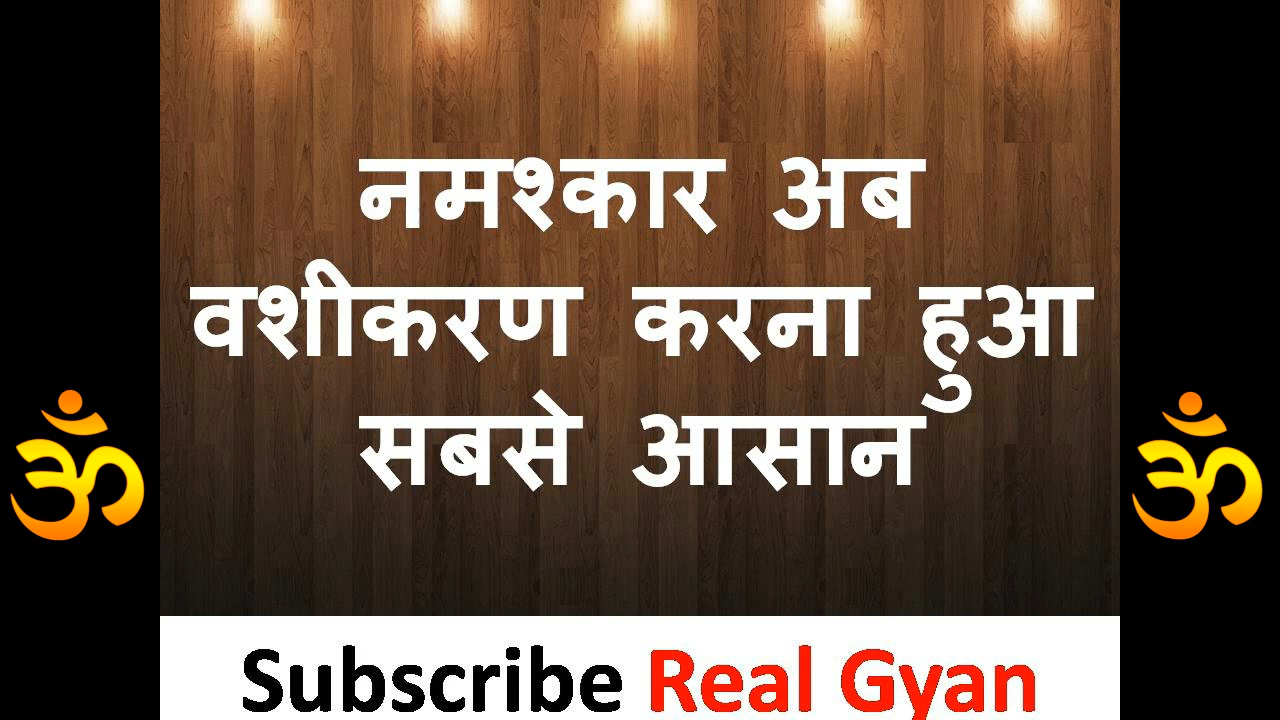 नमश्कार अब
वशीकरण करना हुआ
सबसे आसान
ॐ
ॐ
Subscribe Real Gyan